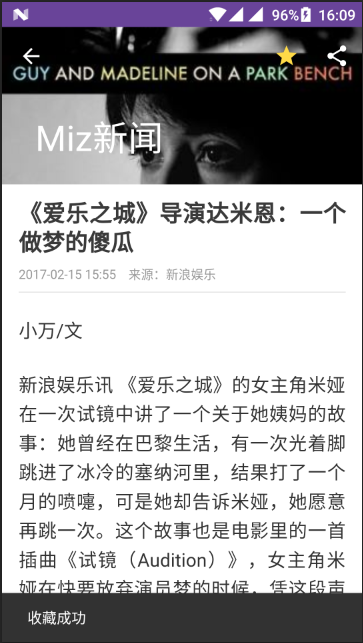 96% 16:09
GUY AND MADELINE ON A PARK BENCH
Miz新闻
《爱乐之城》导演达米恩：一个
做梦的傻瓜
2017-02-15 15:55 来源：新浪娱乐
小万/文
新浪娱乐讯 《爱乐之城》的女主角米娅
在一次试镜中讲了一个关于她姨妈的故
事：她曾经在巴黎生活，有一次光着脚
跳进了冰冷的塞纳河里，结果打了一个
月的喷嚏，可是她却告诉米娅，她愿意
再跳一次。这个故事也是电影里的一首
插曲《试镜（Audition）》，女主角米
娅在快要放弃演员梦的时候，凭这段声
收藏成功